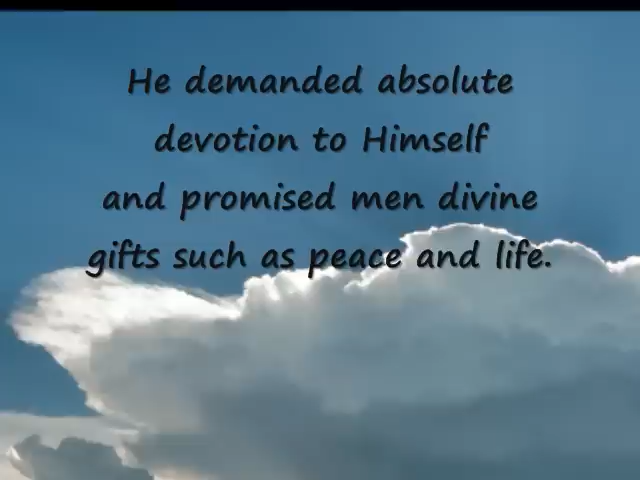 He demanded absolute
devotion to Himself
and promised men divine
gifts such as peace and life.